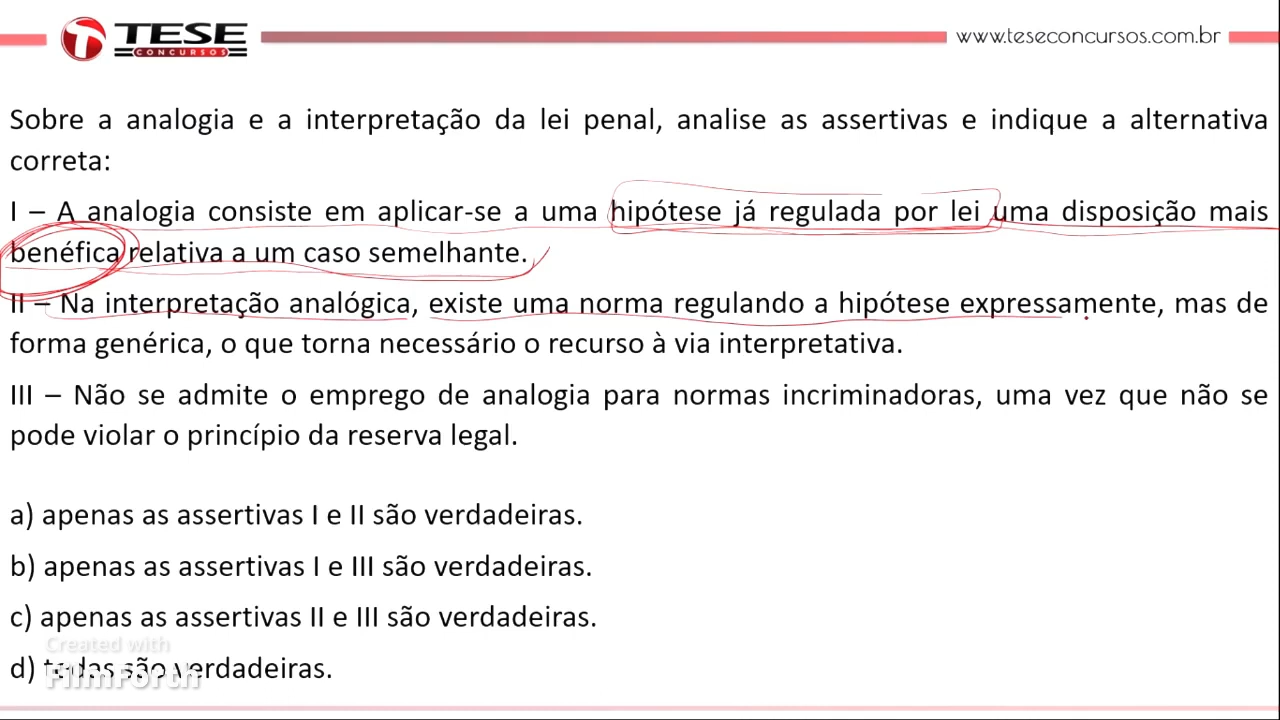 TESE
CONCURSOS
www.teseconcursos.com.br
Sobre a analogia e a interpretação da lei penal, analise as assertivas e indique a alternativa
correta:
I – A analogia consiste em aplicar-se a uma hipótese já regulada por lei uma disposição mais
benéfica relativa a um caso semelhante.
II – Na interpretação analógica, existe uma norma regulando a hipótese expressamente, mas de
forma genérica, o que torna necessário o recurso à via interpretativa.
III – Não se admite o emprego de analogia para normas incriminadoras, uma vez que não se
pode violar o princípio da reserva legal.
a) apenas as assertivas I e II são verdadeiras.
b) apenas as assertivas I e III são verdadeiras.
c) apenas as assertivas II e III são verdadeiras.
Created with
d) todas são verdadeiras.
FilmForth